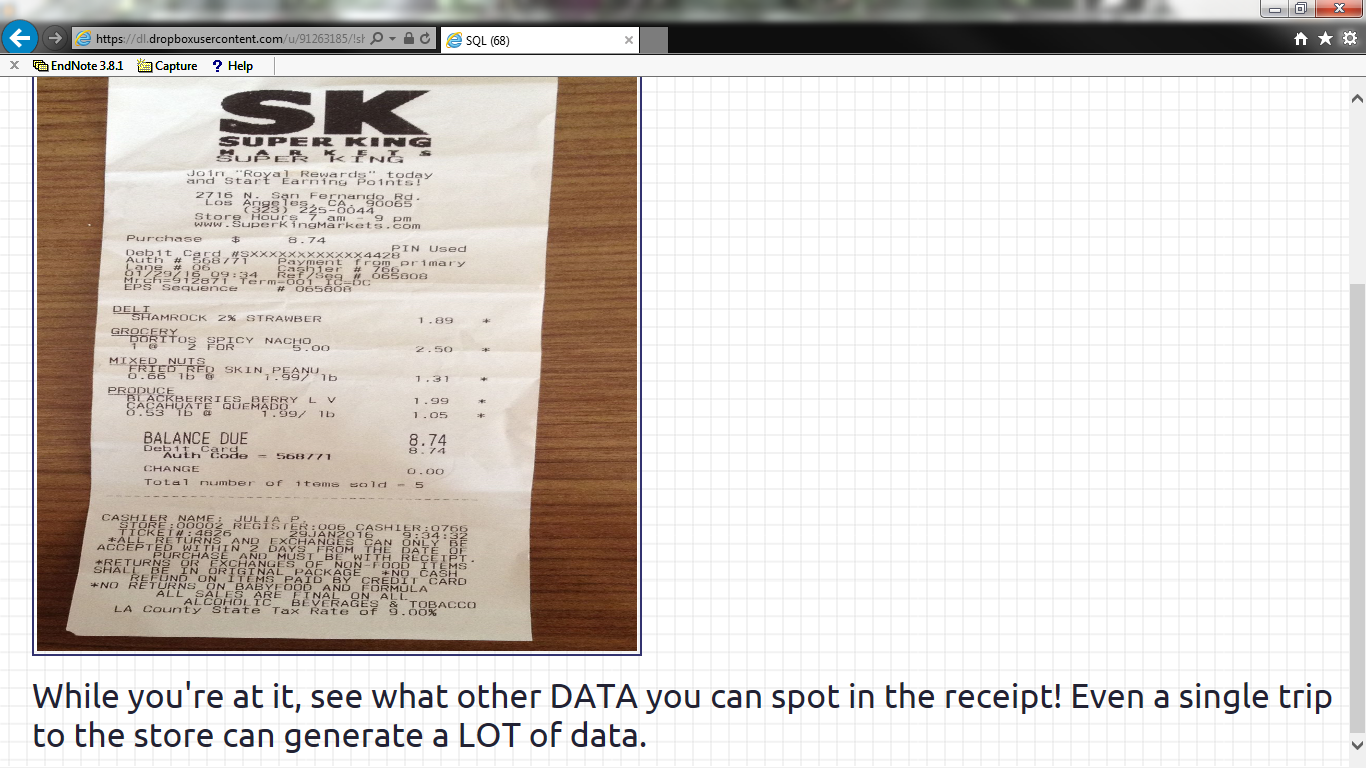 https://dl.dropboxusercontent.com/u/91263185/!sl
SQL (68)
EndNote 3.8.1 Capture Help
SK
SUPER KING
MARKETS
SUPER KING
Join "Royal Rewards" today
and Start Earning Points!
2716 N. San Fernando Rd.
Los Angeles, CA. 90065
(323) 225-0044
Store Hours 7 am - 9 pm
www.SuperKingMarkets.com
Purchase $ 8.74
PIN Used
Debit Card #SXXXXXXXXXXXX4428
Auth # 568771 Payment from primary
Lane # 06 Cashier # 766
01/29/16 09:34 Ref/Seq # 065808
Mrch=912871 Term=001 IC=DC
EPS Sequence # 065808
DELI
SHAMROCK 2% STRAWBER 1.89 *
GROCERY
DORITOS SPICY NACHO
1 @ 2 FOR 5.00 2.50 *
MIXED NUTS
FRIED RED SKIN PEANU
0.66 lb @ 1.99/ lb 1.31 *
PRODUCE
BLACKBERRIES BERRY L V 1.99 *
CACAHUATE QUEMADO
0.53 lb @ 1.99/ lb 1.05 *
BALANCE DUE 8.74
Debit Card 8.74
Auth Code = 568771
CHANGE 0.00
Total number of items sold = 5
CASHIER NAME: JULIA P.
STORE:00002 REGISTER:006 CASHIER:0766
TICKET#:4826 29JAN2016 9:34:32
*ALL RETURNS AND EXCHANGES CAN ONLY BE
ACCEPTED WITHIN 2 DAYS FROM THE DATE OF
PURCHASE AND MUST BE WITH RECEIPT.
*RETURNS OR EXCHANGES OF NON-FOOD ITEMS
SHALL BE IN ORIGINAL PACKAGE *NO CASH
REFUND ON ITEMS PAID BY CREDIT CARD
*NO RETURNS ON BABYFOOD AND FORMULA
ALL SALES ARE FINAL ON ALL
ALCOHOLIC BEVERAGES & TOBACCO
LA County State Tax Rate of 9.00%
While you're at it, see what other DATA you can spot in the receipt! Even a single trip
to the store can generate a LOT of data.